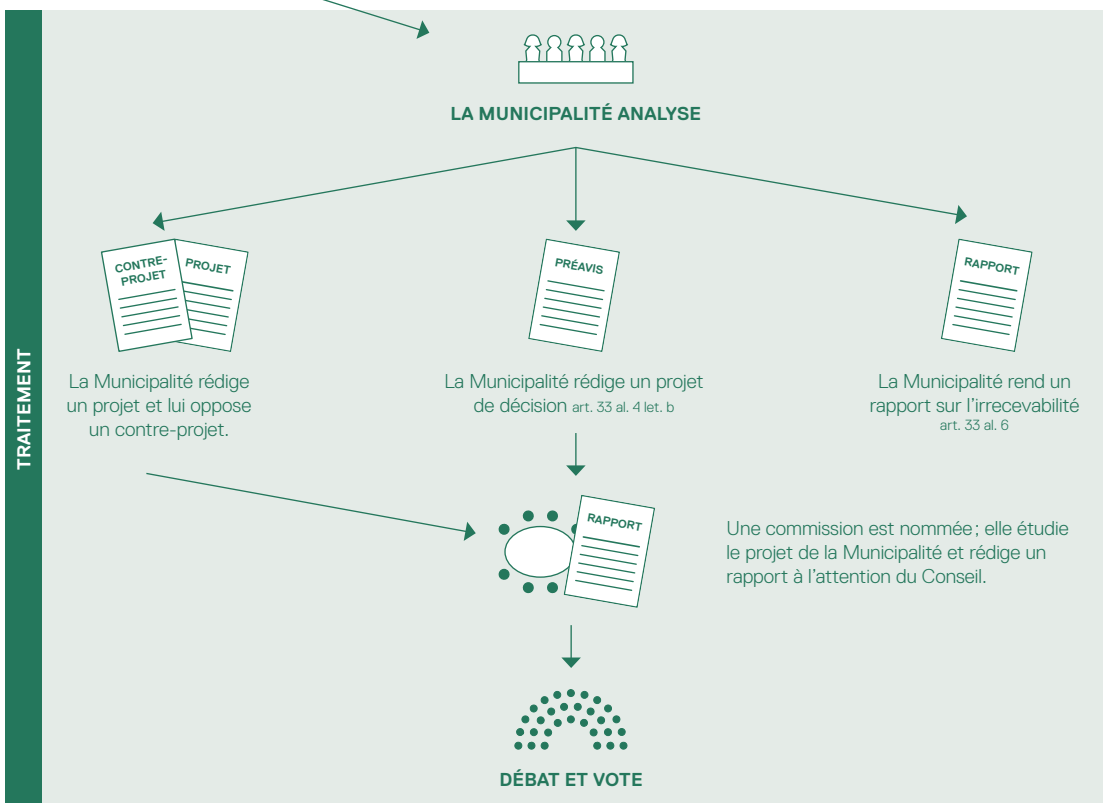 TRAITEMENT
LA MUNICIPALITÉ ANALYSE
CONTRE-
PROJET
PROJET
La Municipalité rédige
un projet et lui oppose
un contre-projet.
PRÉAVIS
La Municipalité rédige un projet
de décision art. 33 al. 4 let. b
RAPPORT
La Municipalité rend un
rapport sur l'irrecevabilité
art. 33 al. 6
RAPPORT
Une commission est nommée; elle étudie
le projet de la Municipalité et rédige un
rapport à l'attention du Conseil.
DÉBAT ET VOTE